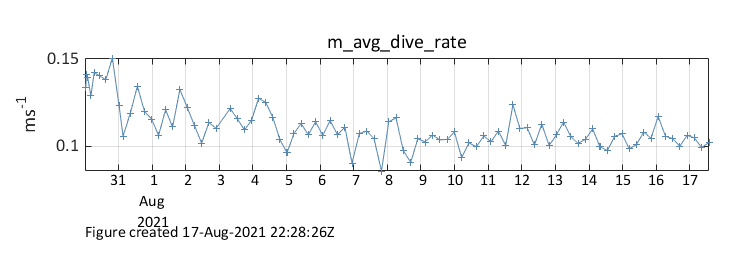 m_avg_dive_rate
0.15
ms-1
0.1
31 1 2 3 4 5 6 7 8 9 10 11 12 13 14 15 16 17
Aug
2021
Figure created 17-Aug-2021 22:28:26Z